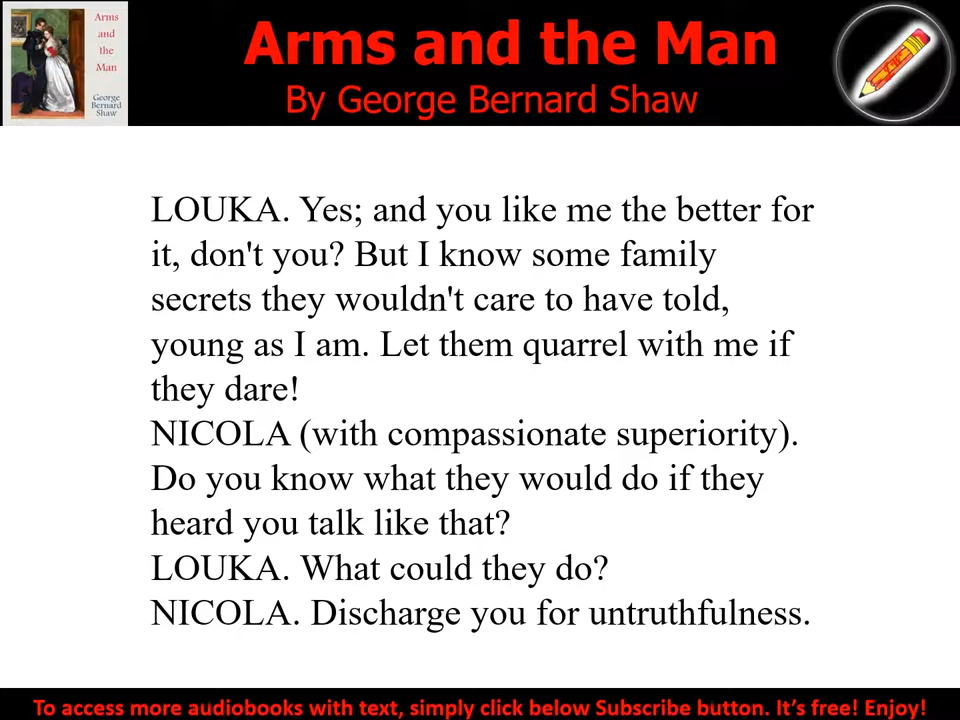 Arms
and
the
Man
George
Bernard
Shaw
Arms and the Man
By George Bernard Shaw
LOUKA. Yes; and you like me the better for
it, don't you? But I know some family
secrets they wouldn't care to have told,
young as I am. Let them quarrel with me if
they dare!
NICOLA (with compassionate superiority).
Do you know what they would do if they
heard you talk like that?
LOUKA. What could they do?
NICOLA. Discharge you for untruthfulness.
To access more audiobooks with text, simply click below Subscribe button. It’s free! Enjoy!